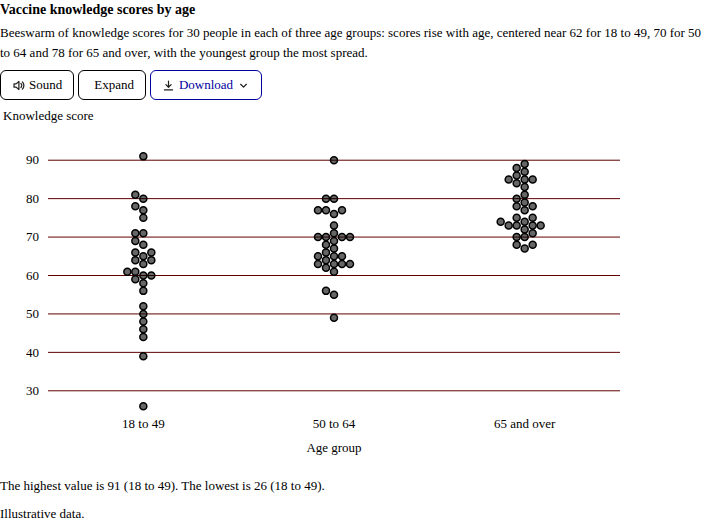 Vaccine knowledge scores by age
Beeswarm of knowledge scores for 30 people in each of three age groups: scores rise with age, centered near 62 for 18 to 49, 70 for 50
to 64 and 78 for 65 and over, with the youngest group the most spread.
Sound Expand Download
Knowledge score
90
80
70
60
50
40
30
18 to 49 50 to 64 65 and over
Age group
The highest value is 91 (18 to 49). The lowest is 26 (18 to 49).
Illustrative data.